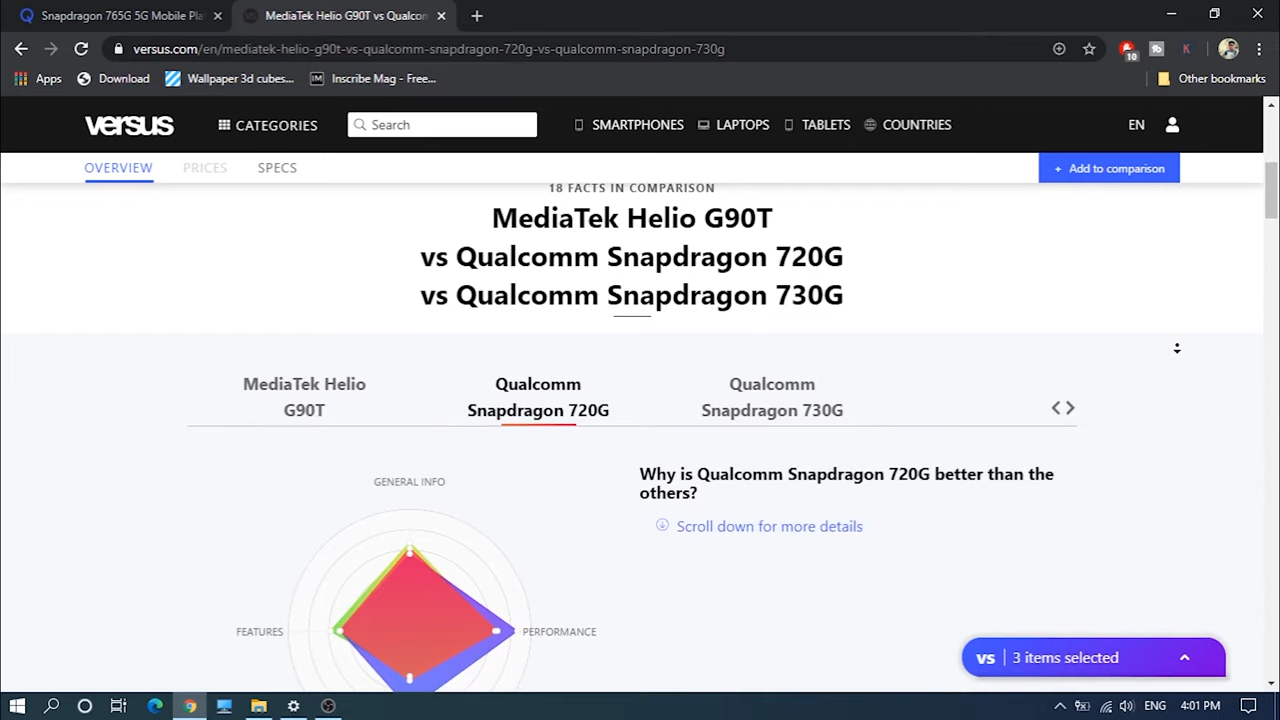 Snapdragon 765G 5G Mobile Pla
MediaTek Helio G90T vs Qualcom
versus.com/en/mediatek-helio-g90t-vs-qualcomm-snapdragon-720g-vs-qualcomm-snapdragon-730g
10
Apps
Download
Wallpaper 3d cubes...
Inscribe Mag - Free...
Other bookmarks
versus
CATEGORIES
Search
SMARTPHONES
LAPTOPS
TABLETS
COUNTRIES
EN
OVERVIEW
PRICES
SPECS
+ Add to comparison
18 FACTS IN COMPARISON
MediaTek Helio G90T
vs Qualcomm Snapdragon 720G
vs Qualcomm Snapdragon 730G
MediaTek Helio
G90T
Qualcomm
Snapdragon 720G
Qualcomm
Snapdragon 730G
GENERAL INFO
FEATURES
PERFORMANCE
Why is Qualcomm Snapdragon 720G better than the
others?
Scroll down for more details
vs 3 items selected
ENG
4:01 PM